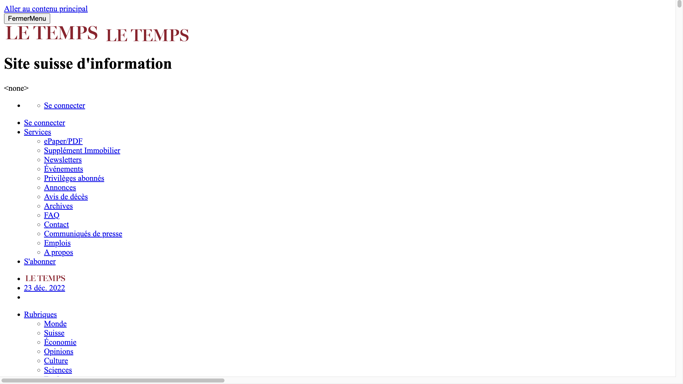 Aller au contenu principal
FermerMenu
LE TEMPS LE TEMPS
Site suisse d'information
<none>
Se connecter
Se connecter
Services
ePaper/PDF
Supplément Immobilier
Newsletters
Événements
Privilèges abonnés
Annonces
Avis de décès
Archives
FAQ
Contact
Communiqués de presse
Emplois
A propos
S'abonner
LE TEMPS
23 déc. 2022
Rubriques
Monde
Suisse
Économie
Opinions
Culture
Sciences